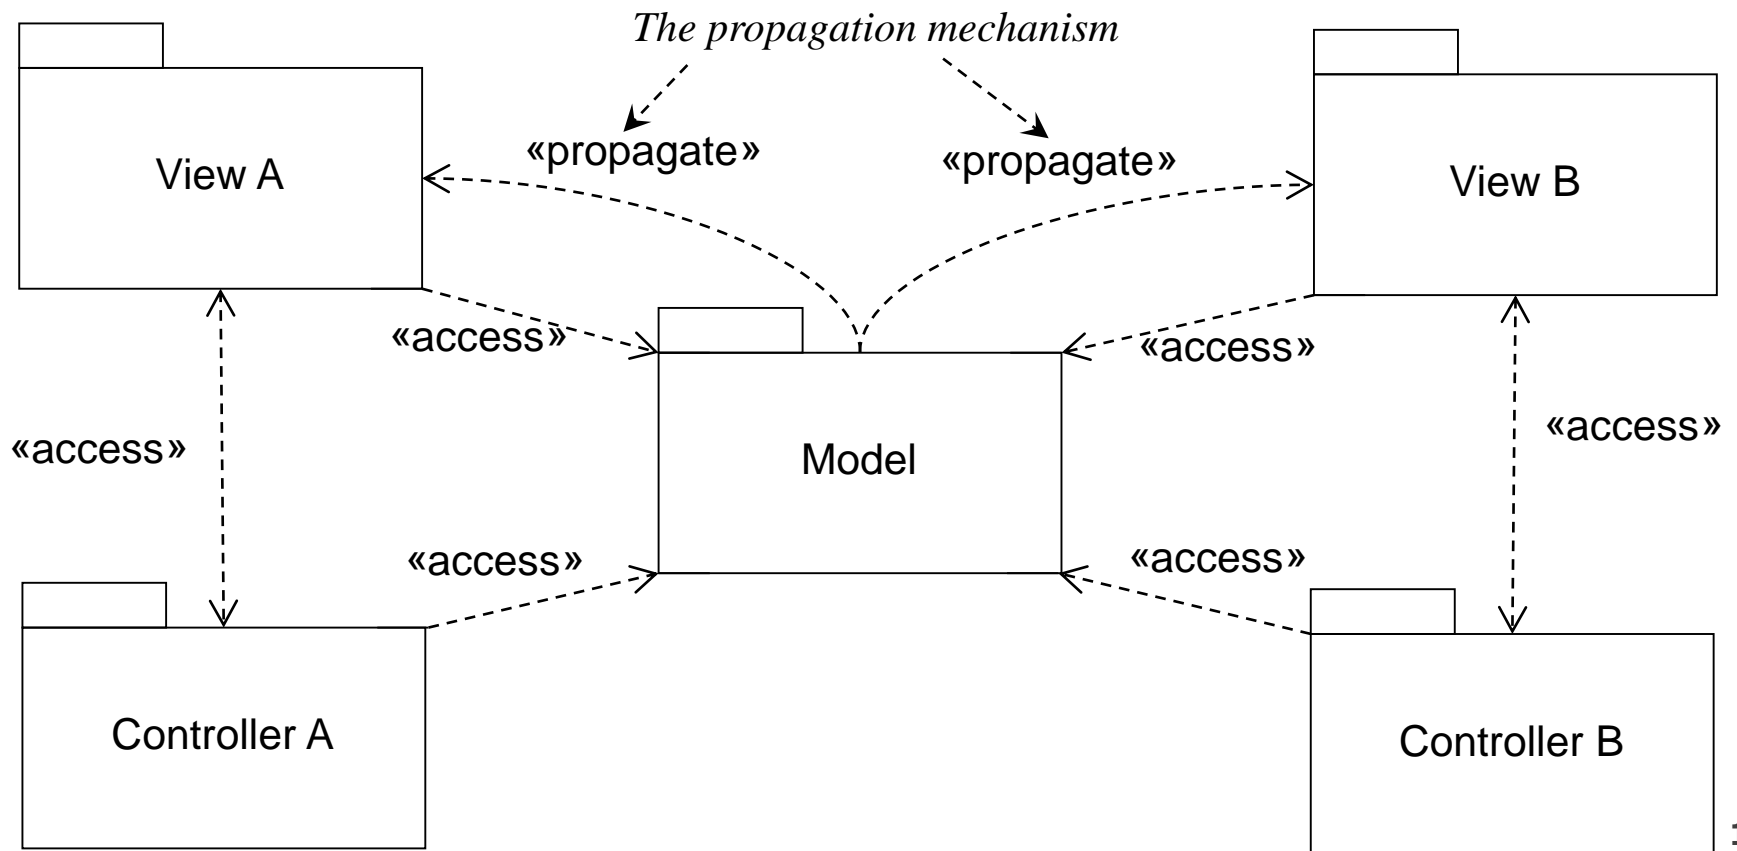 The propagation mechanism
«propagate»
«propagate»
View A
View B
«access»
«access»
«access»
«access»
Model
«access»
«access»
Controller A
Controller B